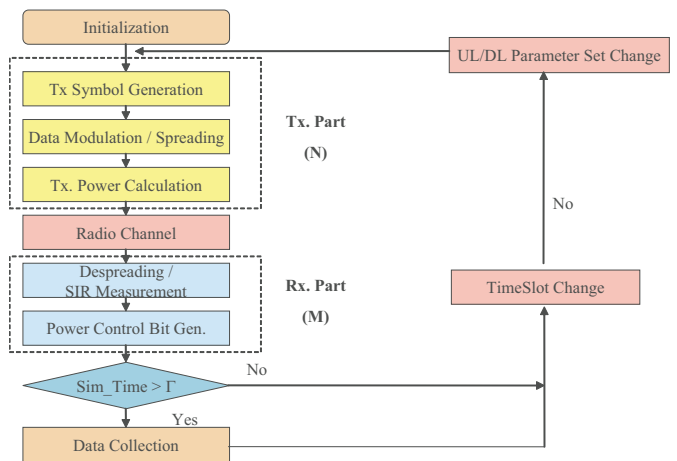 Initialization
UL/DL Parameter Set Change
Tx Symbol Generation
Data Modulation / Spreading
Tx. Power Calculation
Tx. Part
(N)
No
Radio Channel
Despreading /
SIR Measurement
Power Control Bit Gen.
Rx. Part
(M)
TimeSlot Change
Sim_Time > Γ
No
Yes
Data Collection